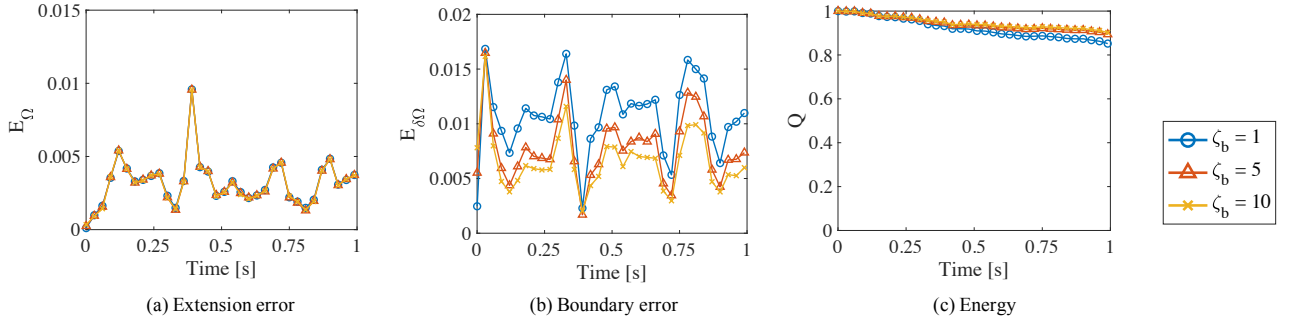 0.015
0.01
0.005
0
E_Ω
0 0.25 0.5 0.75 1
Time [s]
(a) Extension error
0.02
0.015
0.01
0.005
0
E_δΩ
0 0.25 0.5 0.75 1
Time [s]
(b) Boundary error
1
0.8
0.6
0.4
0.2
0
Q
0 0.25 0.5 0.75 1
Time [s]
(c) Energy
ζ_b = 1
ζ_b = 5
ζ_b = 10